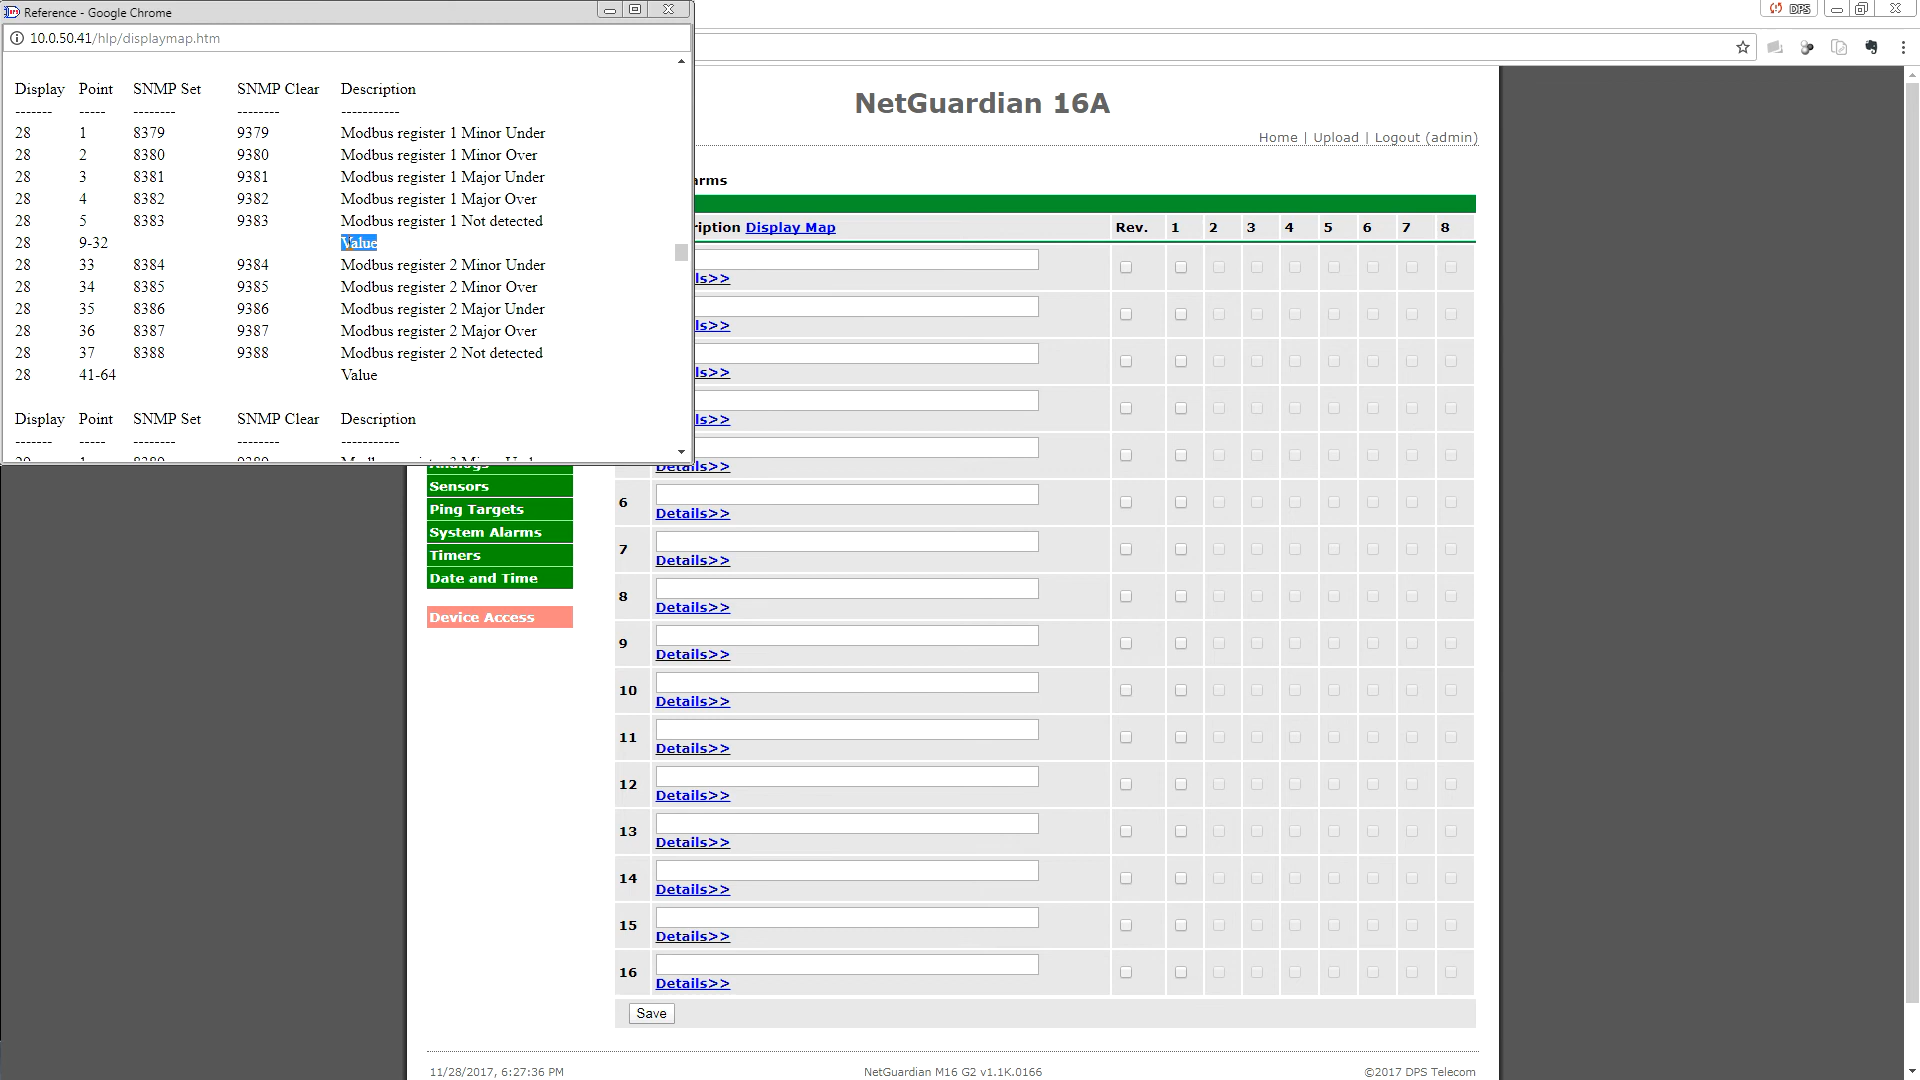 Reference - Google Chrome
10.0.50.41/hlp/displaymap.htm
Display Point SNMP Set SNMP Clear Description
------- ----- -------- -------- -----------
28 1 8379 9379 Modbus register 1 Minor Under
28 2 8380 9380 Modbus register 1 Minor Over
28 3 8381 9381 Modbus register 1 Major Under
28 4 8382 9382 Modbus register 1 Major Over
28 5 8383 9383 Modbus register 1 Not detected
28 9-32 Value
28 33 8384 9384 Modbus register 2 Minor Under
28 34 8385 9385 Modbus register 2 Minor Over
28 35 8386 9386 Modbus register 2 Major Under
28 36 8387 9387 Modbus register 2 Major Over
28 37 8388 9388 Modbus register 2 Not detected
28 41-64 Value
Display Point SNMP Set SNMP Clear Description
------- ----- -------- -------- -----------
DPS
NetGuardian 16A
Home | Upload | Logout (admin)
arms
ription Display Map Rev. 1 2 3 4 5 6 7 8
ls>>
ls>>
ls>>
ls>>
Details>>
6
Details>>
7
Details>>
8
Details>>
9
Details>>
10
Details>>
11
Details>>
12
Details>>
13
Details>>
14
Details>>
15
Details>>
16
Details>>
Save
Analogs
Sensors
Ping Targets
System Alarms
Timers
Date and Time
Device Access
11/28/2017, 6:27:36 PM NetGuardian M16 G2 v1.1K.0166 ©2017 DPS Telecom